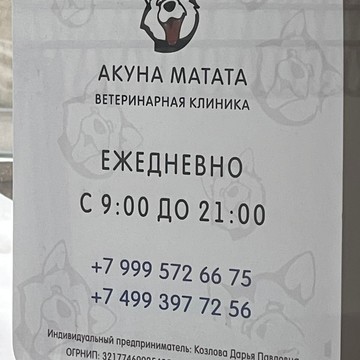 АКУНА МАТАТА
ВЕТЕРИНАРНАЯ КЛИНИКА
ЕЖЕДНЕВНО
С 9:00 ДО 21:00
+7 999 572 66 75
+7 499 397 72 56
Индивидуальный предприниматель: Козлова Дарья Павловна
ОГРНИП: